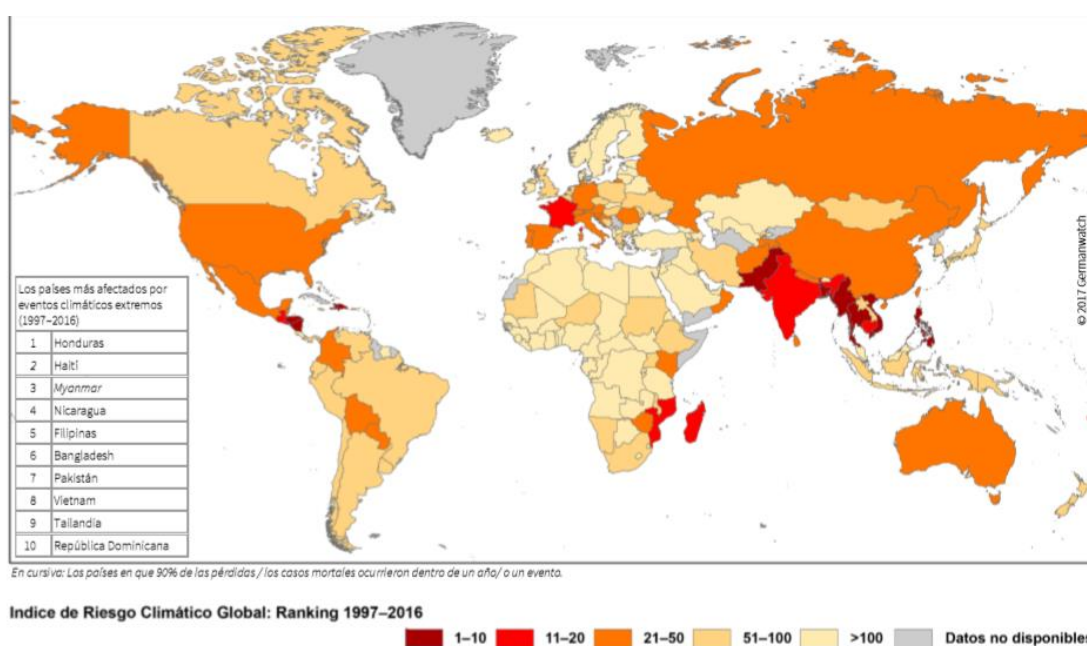 Los países más afectados por
eventos climáticos extremos
(1997–2016)
1 Honduras
2 Haití
3 Myanmar
4 Nicaragua
5 Filipinas
6 Bangladesh
7 Pakistán
8 Vietnam
9 Tailandia
10 República Dominicana
© 2017 Germanwatch
En cursiva: Los países en que 90% de las pérdidas / los casos mortales ocurrieron dentro de un año/ o un evento.
Indice de Riesgo Climático Global: Ranking 1997–2016
1–10 11–20 21–50 51–100 >100 Datos no disponibles